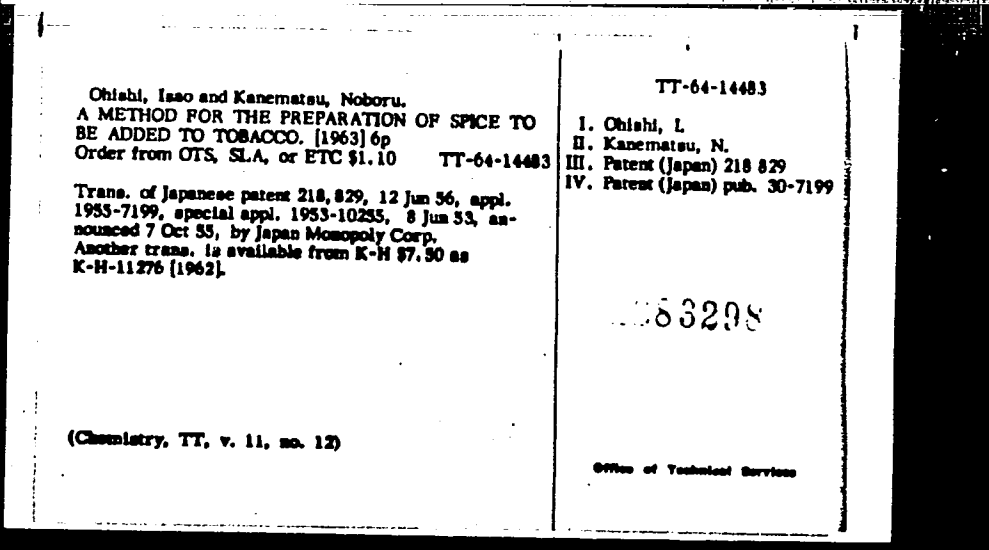 Ohishi, Isao and Kanematsu, Noboru.
A METHOD FOR THE PREPARATION OF SPICE TO
BE ADDED TO TOBACCO. [1963] 6p
Order from OTS, SLA, or ETC $1.10 TT-64-14483
Trans. of Japanese patent 218,829, 12 Jun 56, appl.
1955-7199, special appl. 1953-10255, 8 Jun 53, an-
nounced 7 Oct 55, by Japan Monopoly Corp.
Another trans. is available from K-H $7.50 as
K-H-11276 [1962].
(Chemistry, TT, v. 11, no. 12)
TT-64-14483
I. Ohishi, I.
II. Kanematsu, N.
III. Patent (Japan) 218 829
IV. Patent (Japan) pub. 30-7199
83298
Office of Technical Services